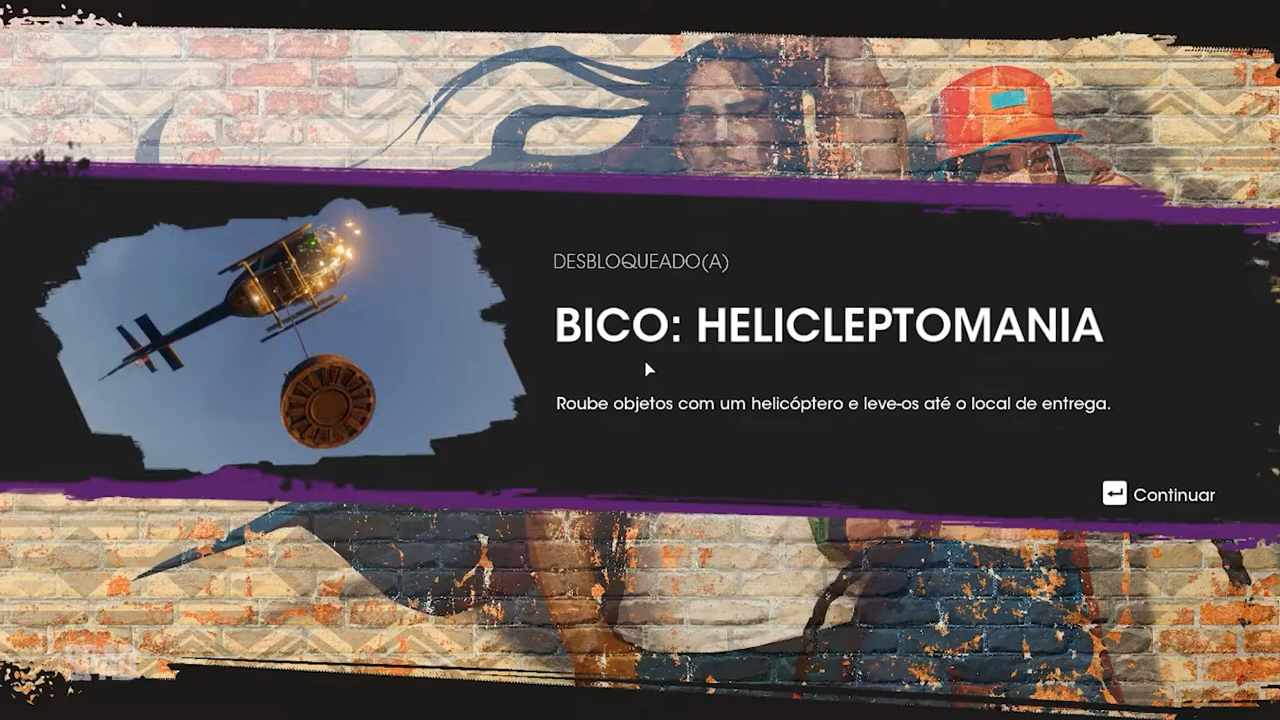 DESBLOQUEADO(A)
BICO: HELICLEPTOMANIA
Roube objetos com um helicóptero e leve-os até o local de entrega.
Continuar